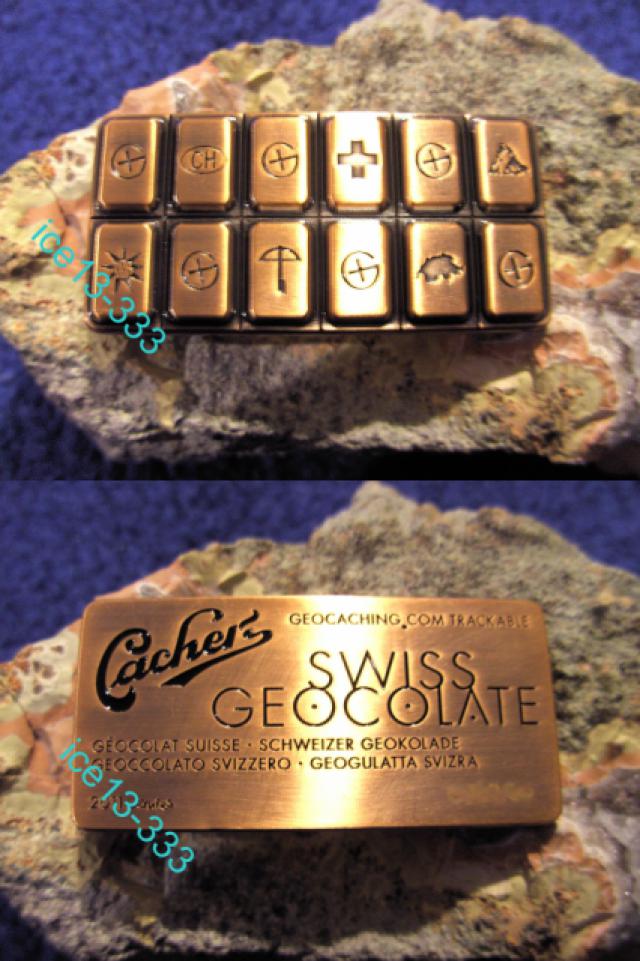 CH
ice13-333
Cacher's
GEOCACHING.COM TRACKABLE
SWISS
GEOCOLATE
GÉOCOLAT SUISSE · SCHWEIZER GEOKOLADE
GEOCCOLATO SVIZZERO · GEOGULATTA SVIZRA
ice13-333